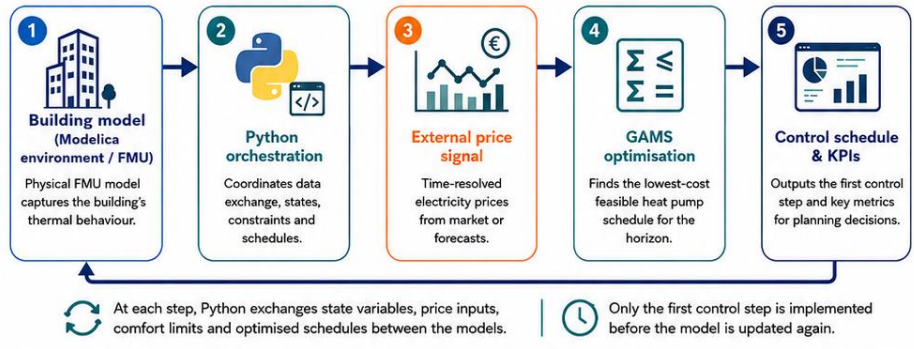 1
Building model
(Modelica
environment / FMU)
Physical FMU model
captures the building's
thermal behaviour.
2
</>
Python
orchestration
Coordinates data
exchange, states,
constraints and
schedules.
3
€
External price
signal
Time-resolved
electricity prices
from market or
forecasts.
4
Σ ≤
Σ =
GAMS
optimisation
Finds the lowest-cost
feasible heat pump
schedule for the
horizon.
5
Control schedule
& KPIs
Outputs the first control
step and key metrics
for planning decisions.
At each step, Python exchanges state variables, price inputs,
comfort limits and optimised schedules between the models.
Only the first control step is implemented
before the model is updated again.